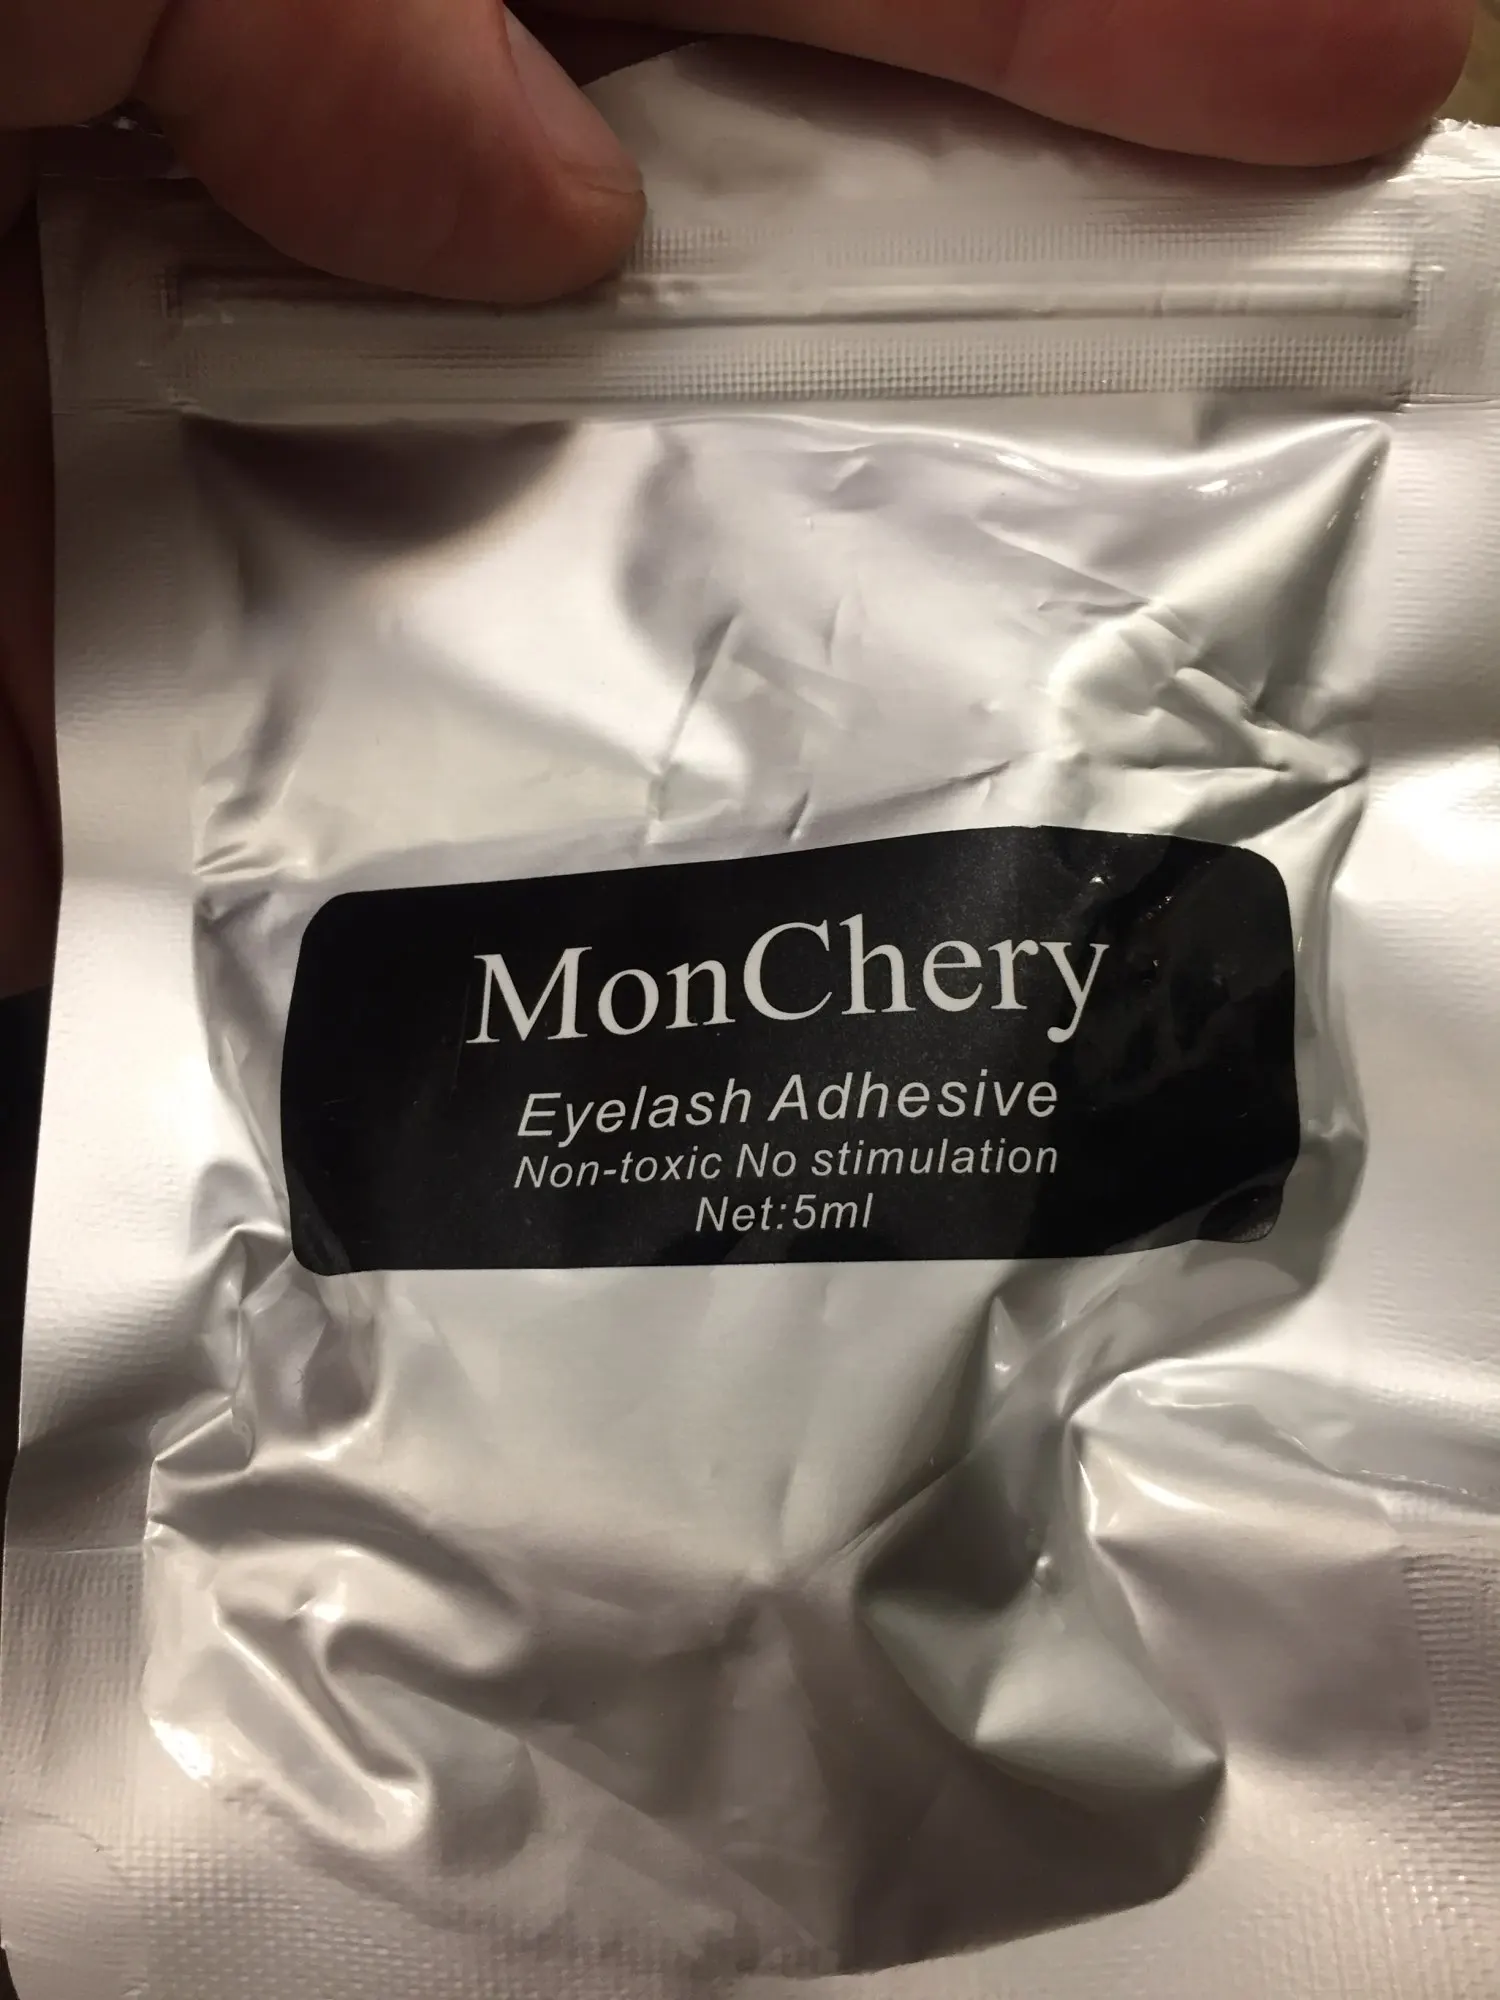 MonChery
Eyelash Adhesive
Non-toxic No stimulation
Net:5ml